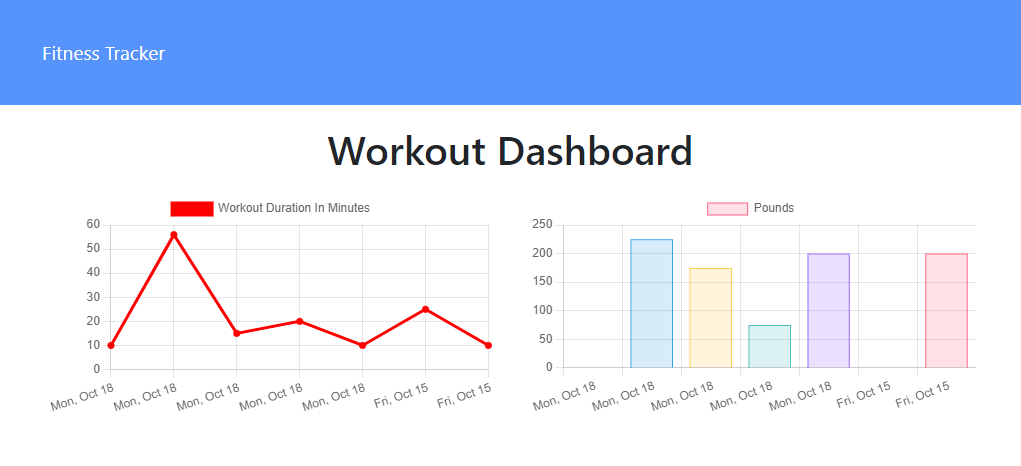 Fitness Tracker
Workout Dashboard
Workout Duration In Minutes
60
50
40
30
20
10
0
Mon, Oct 18
Mon, Oct 18
Mon, Oct 18
Mon, Oct 18
Mon, Oct 18
Fri, Oct 15
Fri, Oct 15
Pounds
250
200
150
100
50
0
Mon, Oct 18
Mon, Oct 18
Mon, Oct 18
Mon, Oct 18
Mon, Oct 18
Fri, Oct 15
Fri, Oct 15